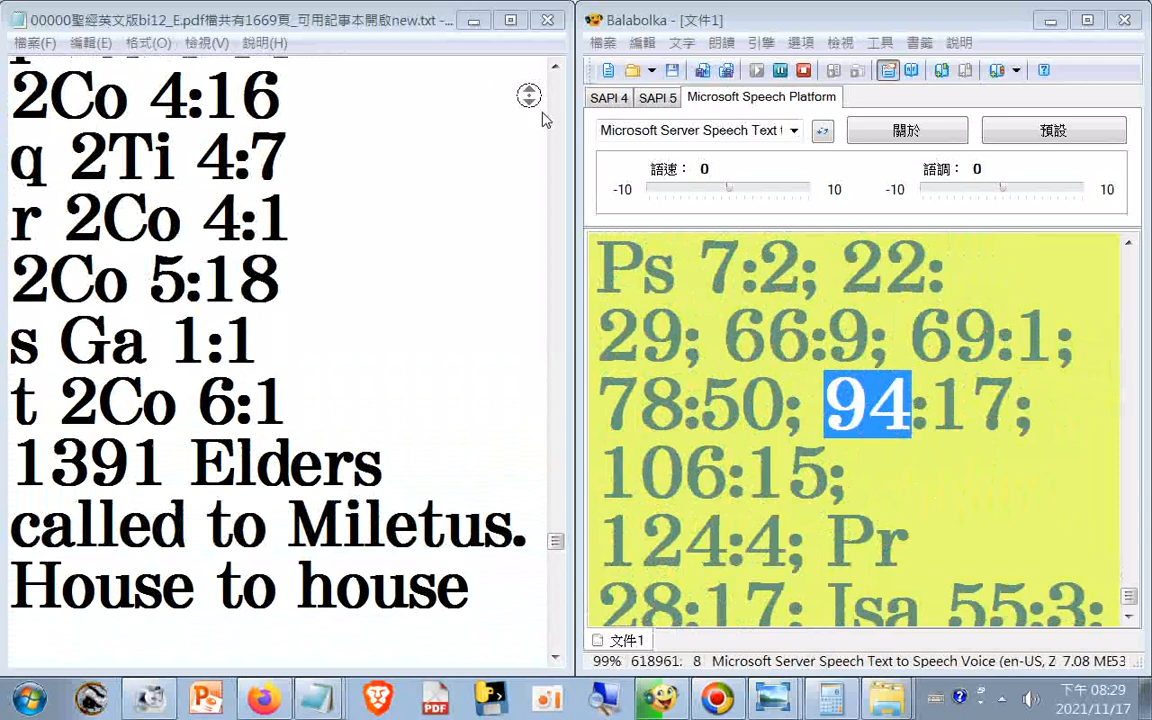 00000聖經英文版bi12_E.pdf檔共有1669頁_可用記事本開啟new.txt -...
檔案(F) 編輯(E) 格式(O) 檢視(V) 說明(H)
2Co 4:16
q 2Ti 4:7
r 2Co 4:1
2Co 5:18
s Ga 1:1
t 2Co 6:1
1391 Elders
called to Miletus.
House to house
Balabolka - [文件1]
檔案 編輯 文字 朗讀 引擎 選項 檢視 工具 書籤 說明
SAPI 4 SAPI 5 Microsoft Speech Platform
Microsoft Server Speech Text t 關於 預設
語速： 0 語調： 0
-10 10 -10 10
Ps 7:2; 22:
29; 66:9; 69:1;
78:50; 94:17;
106:15;
124:4; Pr
28:17; Isa 55:3;
文件1
99% 618961: 8 Microsoft Server Speech Text to Speech Voice (en-US, Z 7.08 ME53
PDF
下午 08:29
2021/11/17